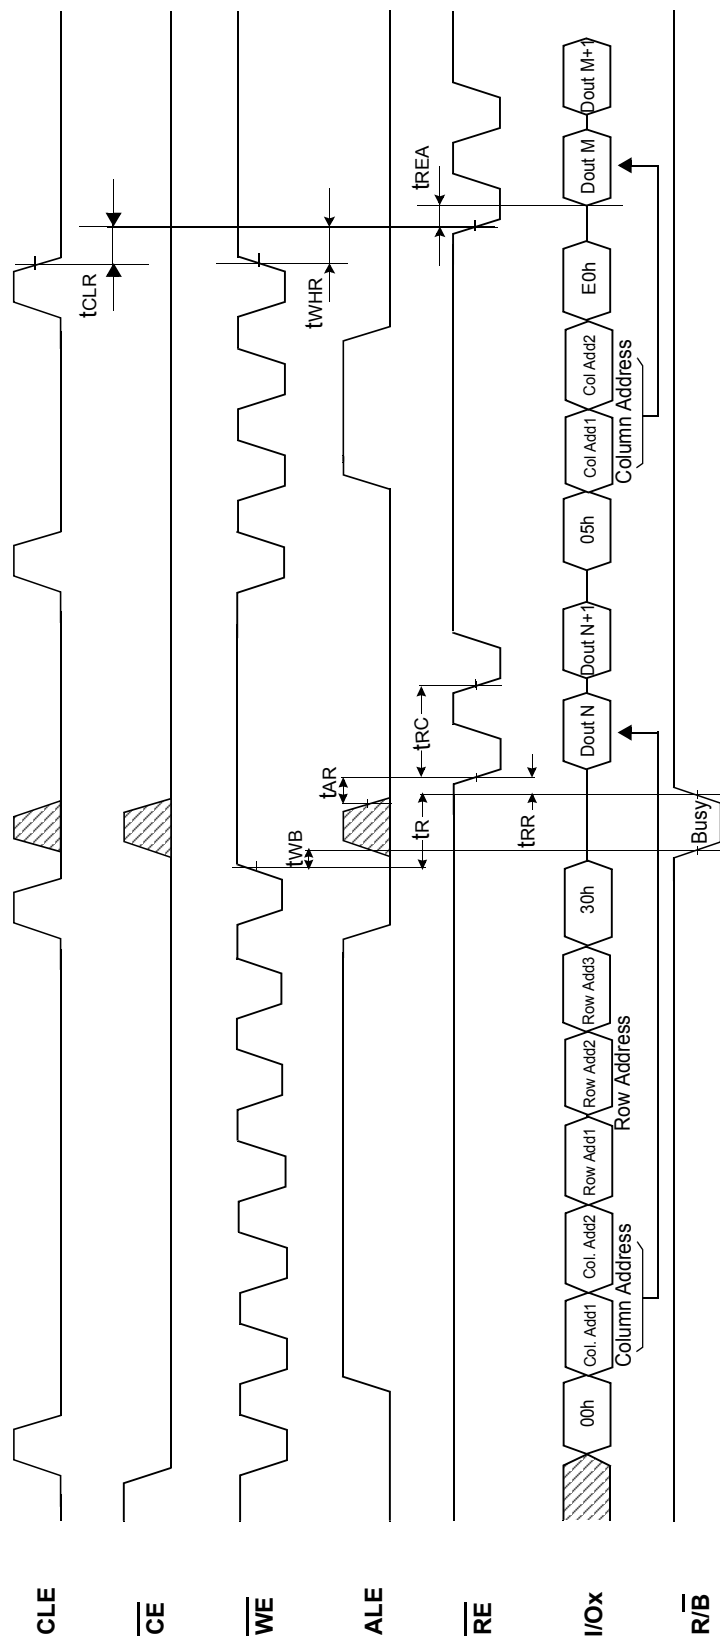 CLE
tCLR
CE
WE
tWB
tWHR
ALE
tAR
tR
tRC
tREA
RE
tRR
I/Ox
00h
Col. Add1
Col. Add2
Row Add1
Row Add2
Row Add3
30h
Dout N
Dout N+1
05h
Col Add1
Col Add2
E0h
Dout M
Dout M+1
Column Address
Row Address
Column Address
R/B
Busy